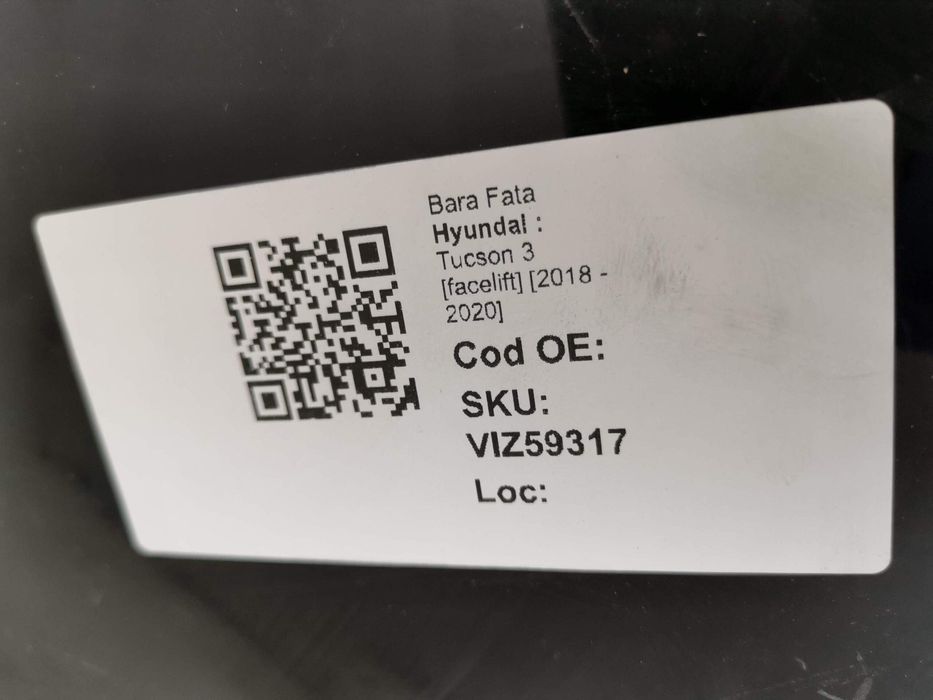 Bara Fata
Hyundai :
Tucson 3
[facelift] [2018 -
2020]
Cod OE:
SKU:
VIZ59317
Loc: